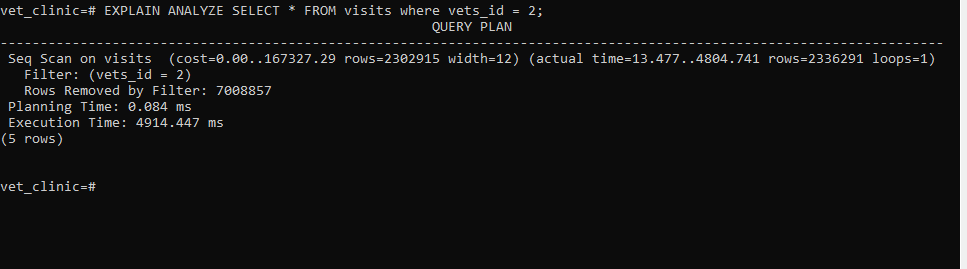 vet_clinic=# EXPLAIN ANALYZE SELECT * FROM visits where vets_id = 2;
QUERY PLAN
----------------------------------------------------------------------------------------------------------------------
Seq Scan on visits  (cost=0.00..167327.29 rows=2302915 width=12) (actual time=13.477..4804.741 rows=2336291 loops=1)
Filter: (vets_id = 2)
Rows Removed by Filter: 7008857
Planning Time: 0.084 ms
Execution Time: 4914.447 ms
(5 rows)
vet_clinic=#